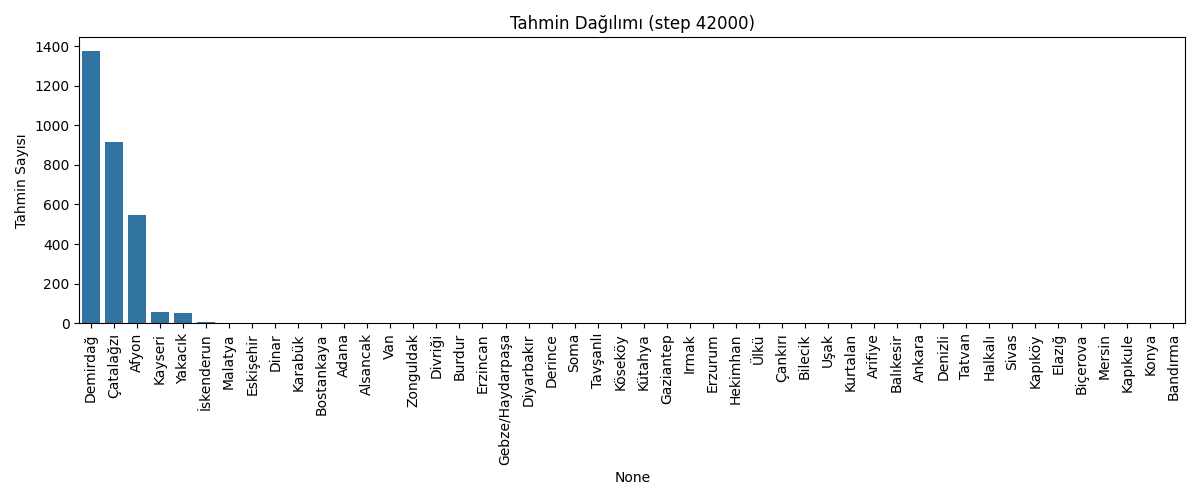 Tahmin Dağılımı (step 42000)
Tahmin Sayısı
1400
1200
1000
800
600
400
200
0
Demirdağ
Çatalağzı
Afyon
Kayseri
Yakacık
İskenderun
Malatya
Eskişehir
Dinar
Karabük
Bostankaya
Adana
Alsancak
Van
Zonguldak
Divriği
Burdur
Erzincan
Gebze/Haydarpaşa
Diyarbakır
Derince
Soma
Tavşanlı
Köseköy
Kütahya
Gaziantep
Irmak
Erzurum
Hekimhan
Ülkü
Çankırı
Bilecik
Uşak
Kurtalan
Arifiye
Balıkesir
Ankara
Denizli
Tatvan
Halkalı
Sivas
Kapıköy
Elazığ
Biçerova
Mersin
Kapıkule
Konya
Bandırma
None